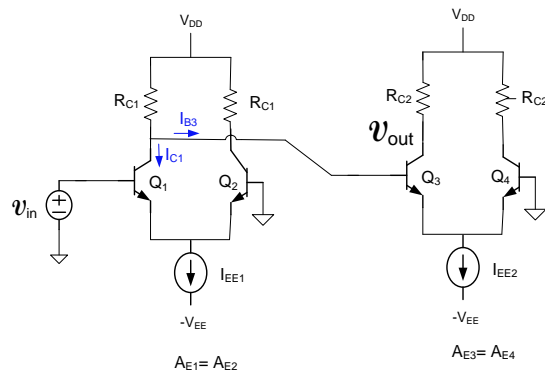 V_DD
V_DD
R_C1
R_C1
R_C2
R_C2
I_B3
I_C1
v_out
Q_1
Q_2
Q_3
Q_4
v_in
I_EE1
I_EE2
-V_EE
-V_EE
A_E1= A_E2
A_E3= A_E4